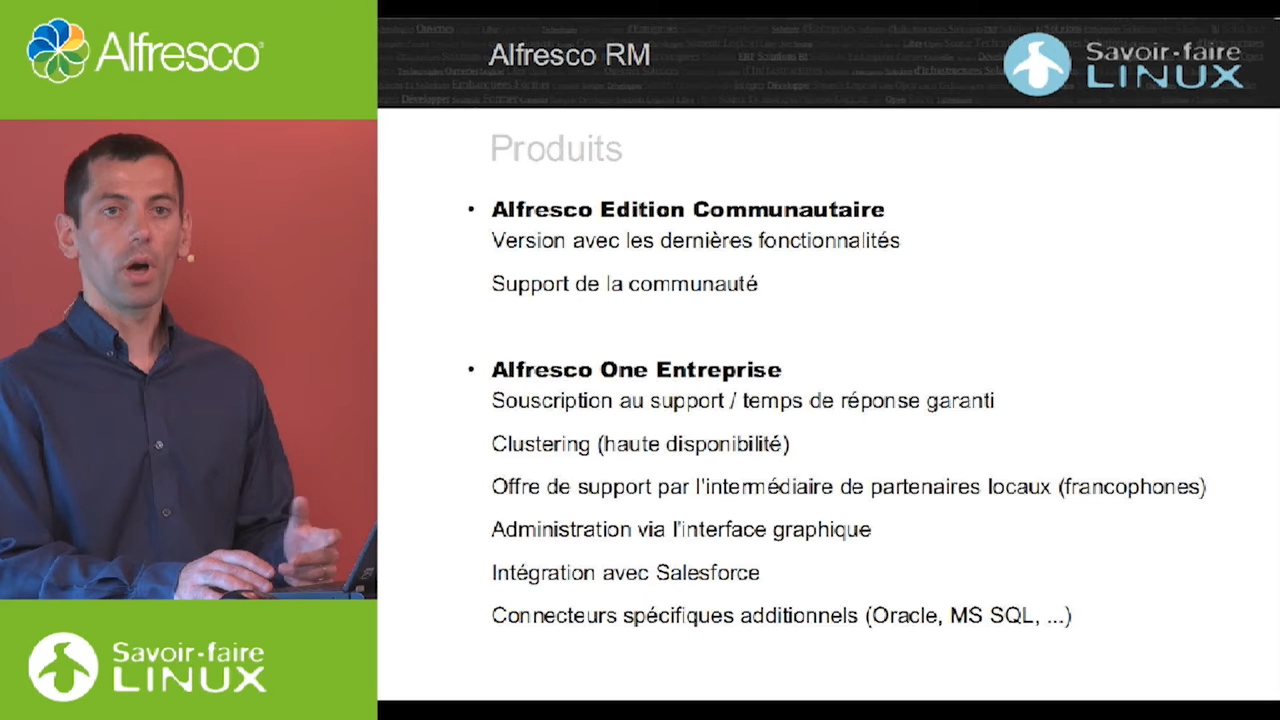 Alfresco
Alfresco RM
Savoir-faire
LINUX
Produits
• Alfresco Edition Communautaire
Version avec les dernières fonctionnalités
Support de la communauté
• Alfresco One Entreprise
Souscription au support / temps de réponse garanti
Clustering (haute disponibilité)
Offre de support par l'intermédiaire de partenaires locaux (francophones)
Administration via l'interface graphique
Intégration avec Salesforce
Connecteurs spécifiques additionnels (Oracle, MS SQL, ...)
Savoir-faire
LINUX